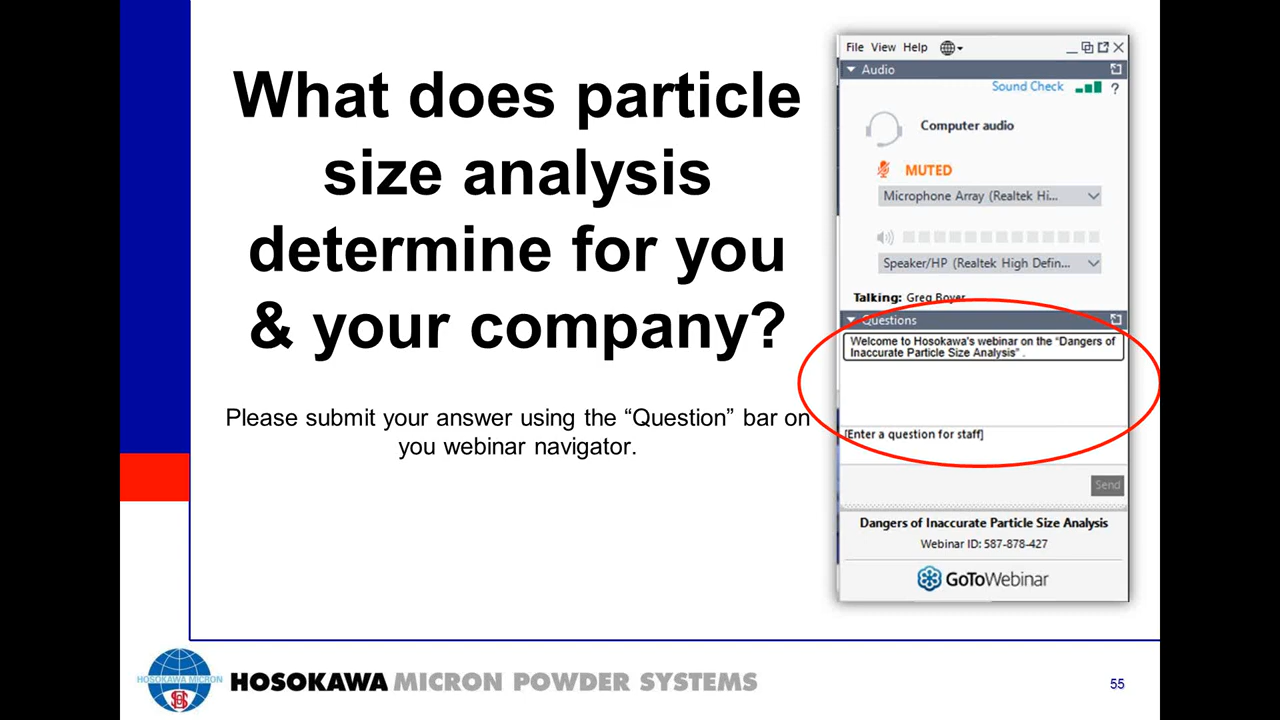 What does particle
size analysis
determine for you
& your company?
Please submit your answer using the “Question” bar on
you webinar navigator.
File View Help
Audio
Sound Check
?
Computer audio
MUTED
Microphone Array (Realtek Hi...
Speaker/HP (Realtek High Defin...
Talking: Greg Boyer
Questions
Welcome to Hosokawa's webinar on the “Dangers of
Inaccurate Particle Size Analysis” .
[Enter a question for staff]
Send
Dangers of Inaccurate Particle Size Analysis
Webinar ID: 587-878-427
GoToWebinar
HOSOKAWA MICRON
HOSOKAWA MICRON POWDER SYSTEMS
55